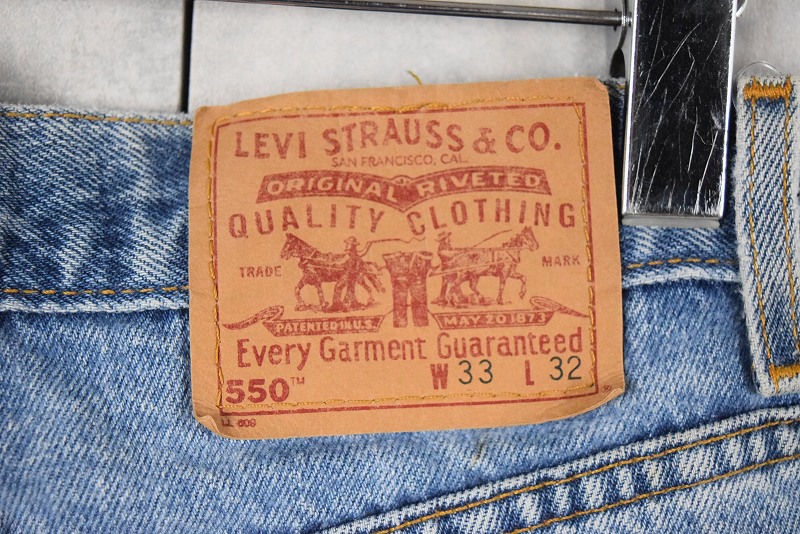 LEVI STRAUSS & CO.
SAN FRANCISCO, CAL.
ORIGINAL RIVETED
QUALITY CLOTHING
TRADE MARK
PATENTED IN U.S. MAY 20 1873
Every Garment Guaranteed
550™ W 33 L 32